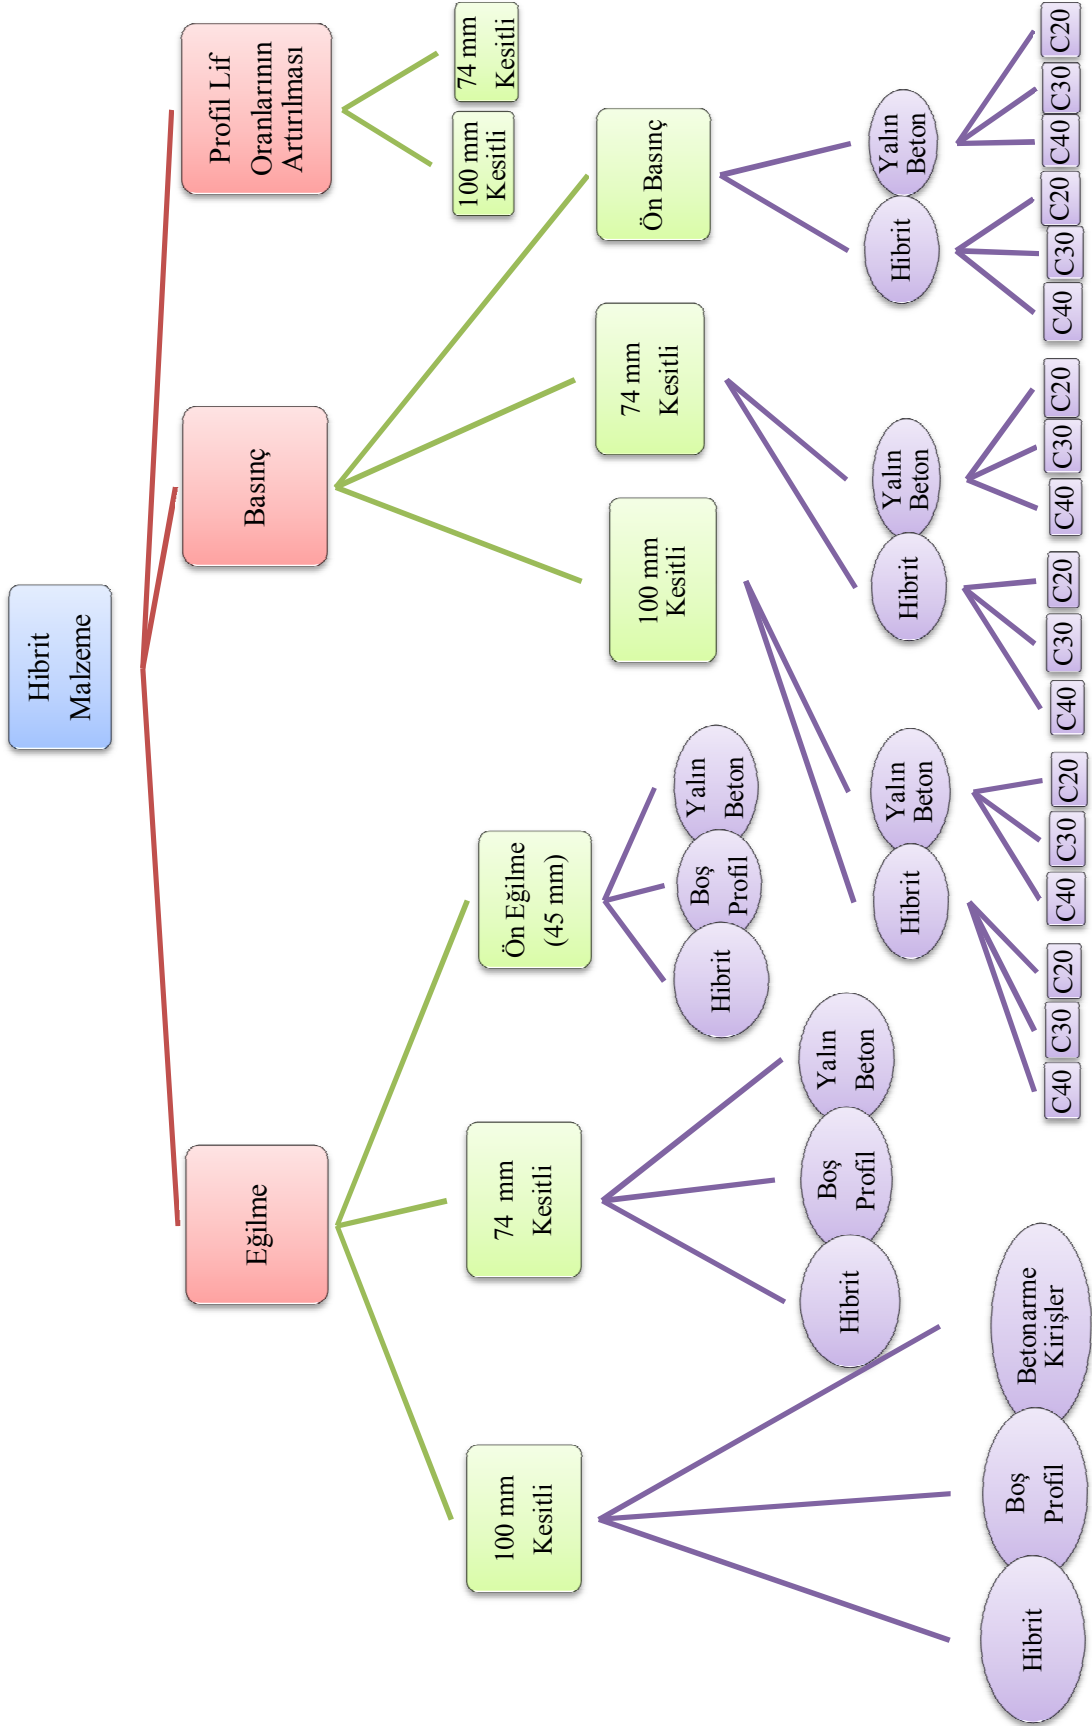 Hibrit
Malzeme
Eğilme
Basınç
Profil Lif
Oranlarının
Artırılması
100 mm
Kesitli
74 mm
Kesitli
Ön Eğilme
(45 mm)
100 mm
Kesitli
74 mm
Kesitli
Ön Basınç
100 mm
Kesitli
74 mm
Kesitli
Hibrit
Boş
Profil
Betonarme
Kirişler
Hibrit
Boş
Profil
Yalın
Beton
Hibrit
Boş
Profil
Yalın
Beton
Hibrit
Yalın
Beton
Hibrit
Yalın
Beton
Hibrit
Yalın
Beton
C40
C30
C20
C40
C30
C20
C40
C30
C20
C40
C30
C20
C40
C30
C20
C40
C30
C20